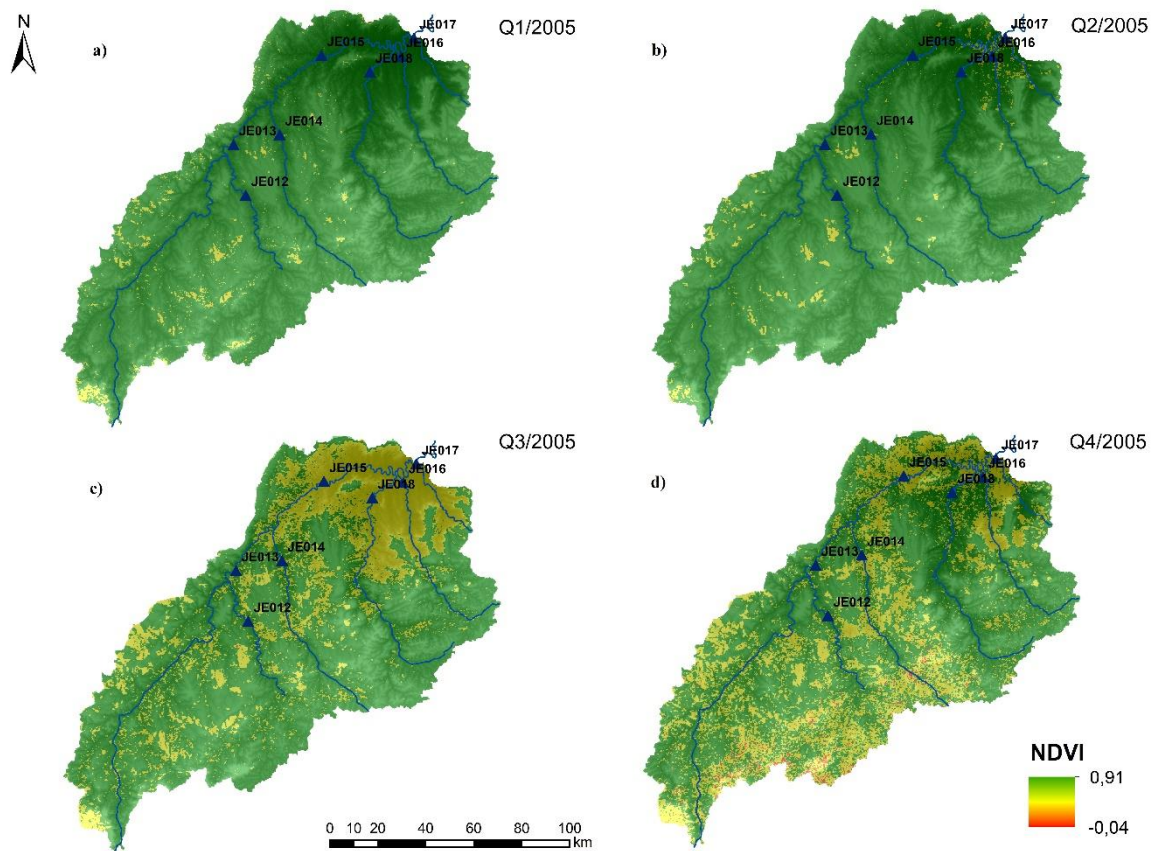 N
a)
Q1/2005
JE017
JE016
JE015
JE018
JE014
JE013
JE012
b)
Q2/2005
JE017
JE016
JE015
JE018
JE014
JE013
JE012
c)
Q3/2005
JE017
JE016
JE015
JE018
JE014
JE013
JE012
0 10 20 40 60 80 100
km
d)
Q4/2005
JE017
JE016
JE015
JE018
JE014
JE013
JE012
NDVI
0,91
-0,04